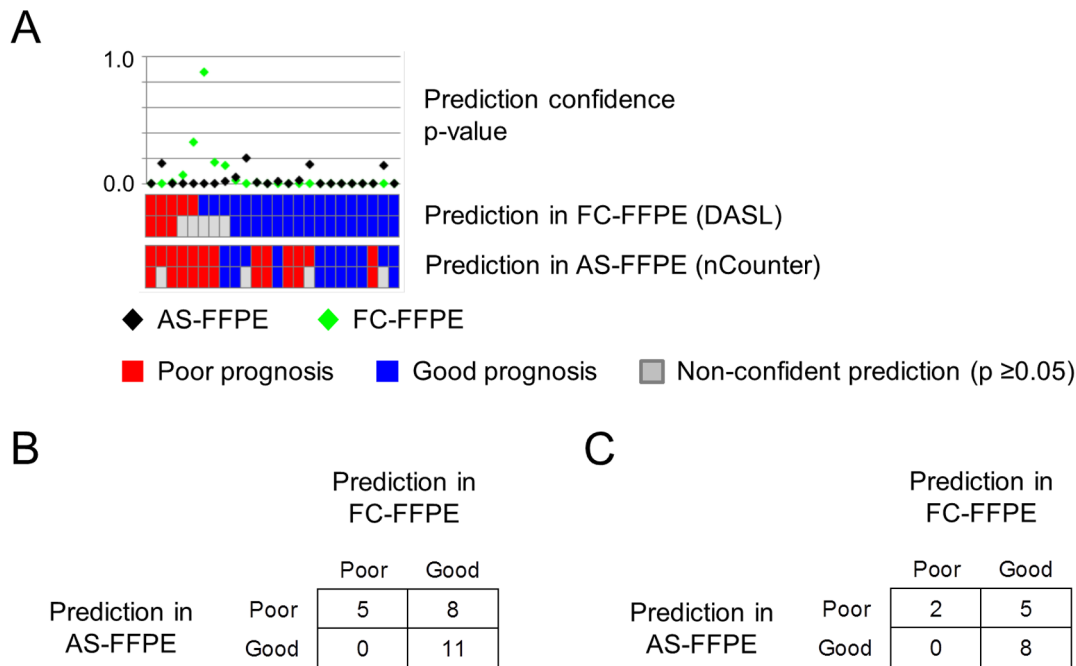 A
1.0
0.0
Prediction confidence
p-value
Prediction in FC-FFPE (DASL)
Prediction in AS-FFPE (nCounter)
AS-FFPE FC-FFPE
Poor prognosis Good prognosis Non-confident prediction (p ≥0.05)
B
Prediction in
FC-FFPE
Poor Good
Prediction in
AS-FFPE
Poor 5 8
Good 0 11
C
Prediction in
FC-FFPE
Poor Good
Prediction in
AS-FFPE
Poor 2 5
Good 0 8